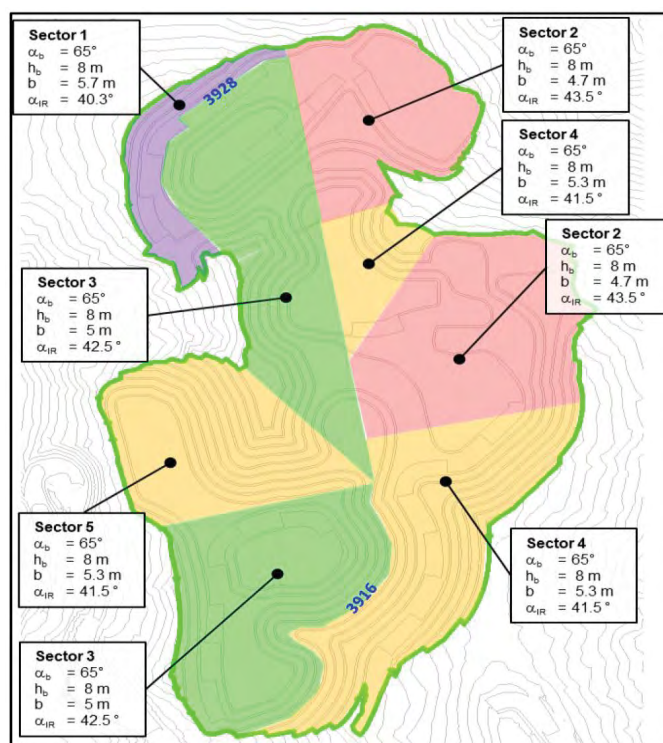 Sector 1
αb = 65°
hb = 8 m
b = 5.7 m
αIR = 40.3°
Sector 2
αb = 65°
hb = 8 m
b = 4.7 m
αIR = 43.5°
3928
Sector 4
αb = 65°
hb = 8 m
b = 5.3 m
αIR = 41.5°
Sector 2
αb = 65°
hb = 8 m
b = 4.7 m
αIR = 43.5°
Sector 3
αb = 65°
hb = 8 m
b = 5 m
αIR = 42.5°
Sector 5
αb = 65°
hb = 8 m
b = 5.3 m
αIR = 41.5°
Sector 4
αb = 65°
hb = 8 m
b = 5.3 m
αIR = 41.5°
3916
Sector 3
αb = 65°
hb = 8 m
b = 5 m
αIR = 42.5°